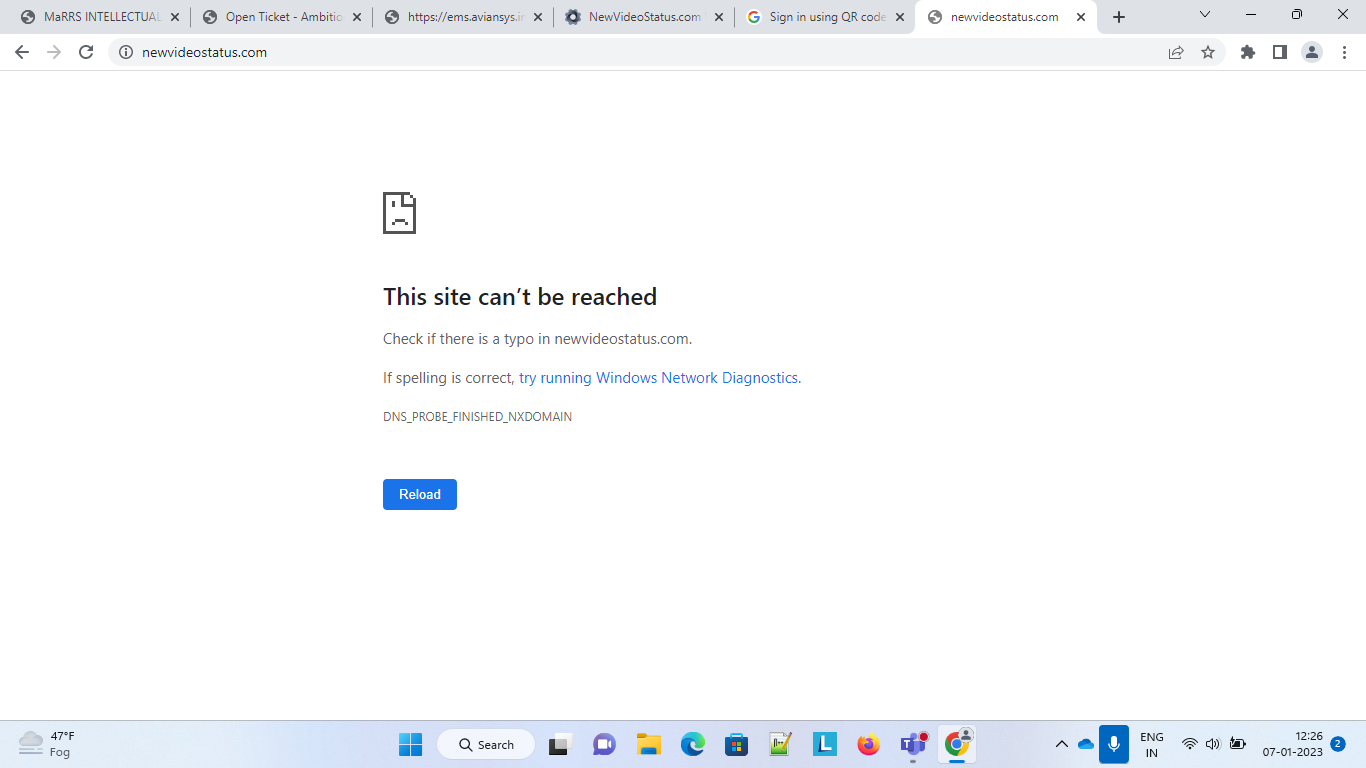 MaRRS INTELLECTUAL
Open Ticket - Ambitio
https://ems.aviansys.in
NewVideoStatus.com
Sign in using QR code
newvideostatus.com
newvideostatus.com
This site can't be reached
Check if there is a typo in newvideostatus.com.
If spelling is correct, try running Windows Network Diagnostics.
DNS_PROBE_FINISHED_NXDOMAIN
Reload
47°F
Fog
Search
ENG
IN
12:26
07-01-2023
2